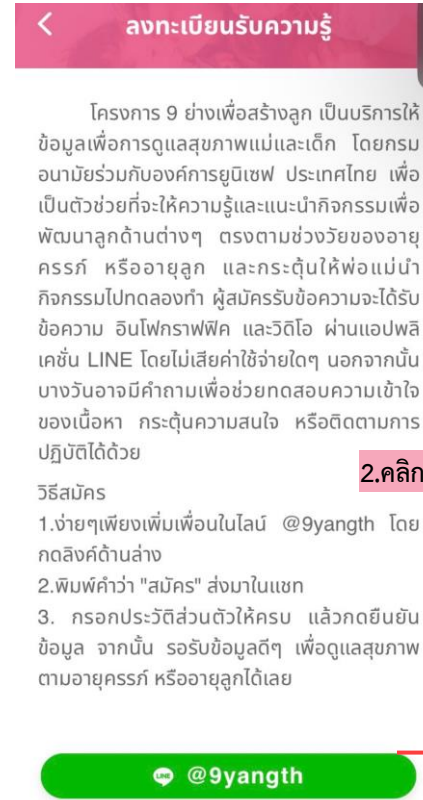 ลงทะเบียนรับความรู้
โครงการ 9 ย่างเพื่อสร้างลูก เป็นบริการให้
ข้อมูลเพื่อการดูแลสุขภาพแม่และเด็ก โดยกรม
อนามัยร่วมกับองค์การยูนิเซฟ ประเทศไทย เพื่อ
เป็นตัวช่วยที่จะให้ความรู้และแนะนำกิจกรรมเพื่อ
พัฒนาลูกด้านต่างๆ ตรงตามช่วงวัยของอายุ
ครรภ์ หรืออายุลูก และกระตุ้นให้พ่อแม่นำ
กิจกรรมไปทดลองทำ ผู้สมัครรับข้อความจะได้รับ
ข้อความ อินโฟกราฟฟิค และวิดิโอ ผ่านแอปพลิ
เคชั่น LINE โดยไม่เสียค่าใช้จ่ายใดๆ นอกจากนั้น
บางวันอาจมีคำถามเพื่อช่วยทดสอบความเข้าใจ
ของเนื้อหา กระตุ้นความสนใจ หรือติดตามการ
ปฏิบัติได้ด้วย
2.คลิก
วิธีสมัคร
1.ง่ายๆเพียงเพิ่มเพื่อนในไลน์ @9yangth โดย
กดลิงค์ด้านล่าง
2.พิมพ์คำว่า "สมัคร" ส่งมาในแชท
3. กรอกประวัติส่วนตัวให้ครบ แล้วกดยืนยัน
ข้อมูล จากนั้น รอรับข้อมูลดีๆ เพื่อดูแลสุขภาพ
ตามอายุครรภ์ หรืออายุลูกได้เลย
LINE @9yangth